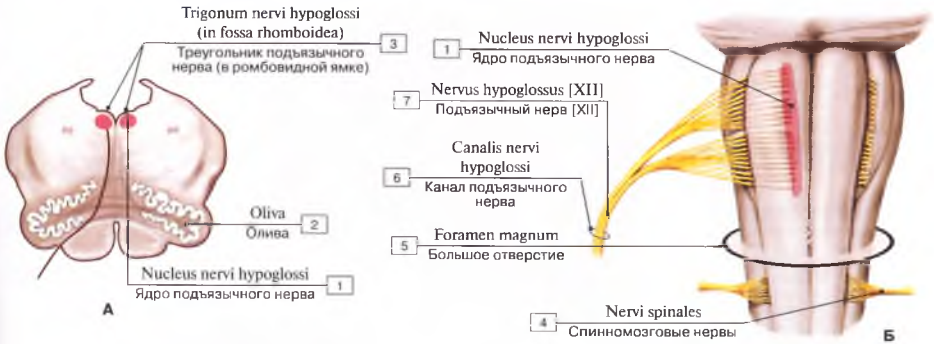 Trigonum nervi hypoglossi
(in fossa rhomboidea)
3
Треугольник подъязычного
нерва (в ромбовидной ямке)
Oliva
2
Олива
Nucleus nervi hypoglossi
1
Ядро подъязычного нерва
А
1
Nucleus nervi hypoglossi
Ядро подъязычного нерва
7
Nervus hypoglossus [XII]
Подъязычный нерв [XII]
Canalis nervi
hypoglossi
6
Канал подъязычного
нерва
5
Foramen magnum
Большое отверстие
4
Nervi spinales
Спинномозговые нервы
Б